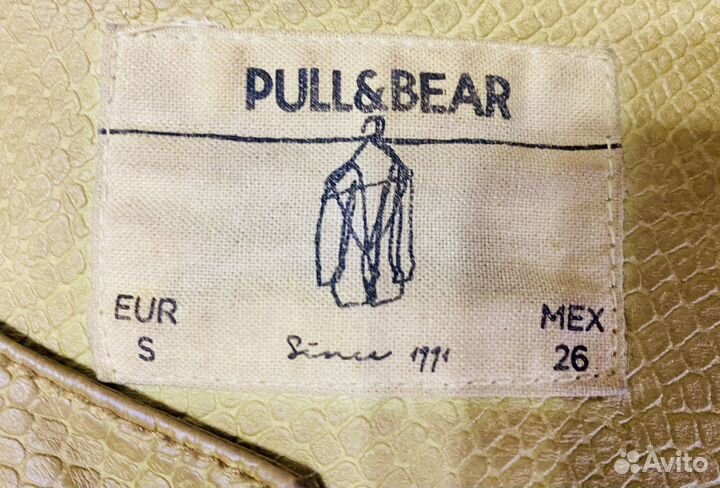 PULL&BEAR
EUR
S
Since 1991
MEX
26
Avito